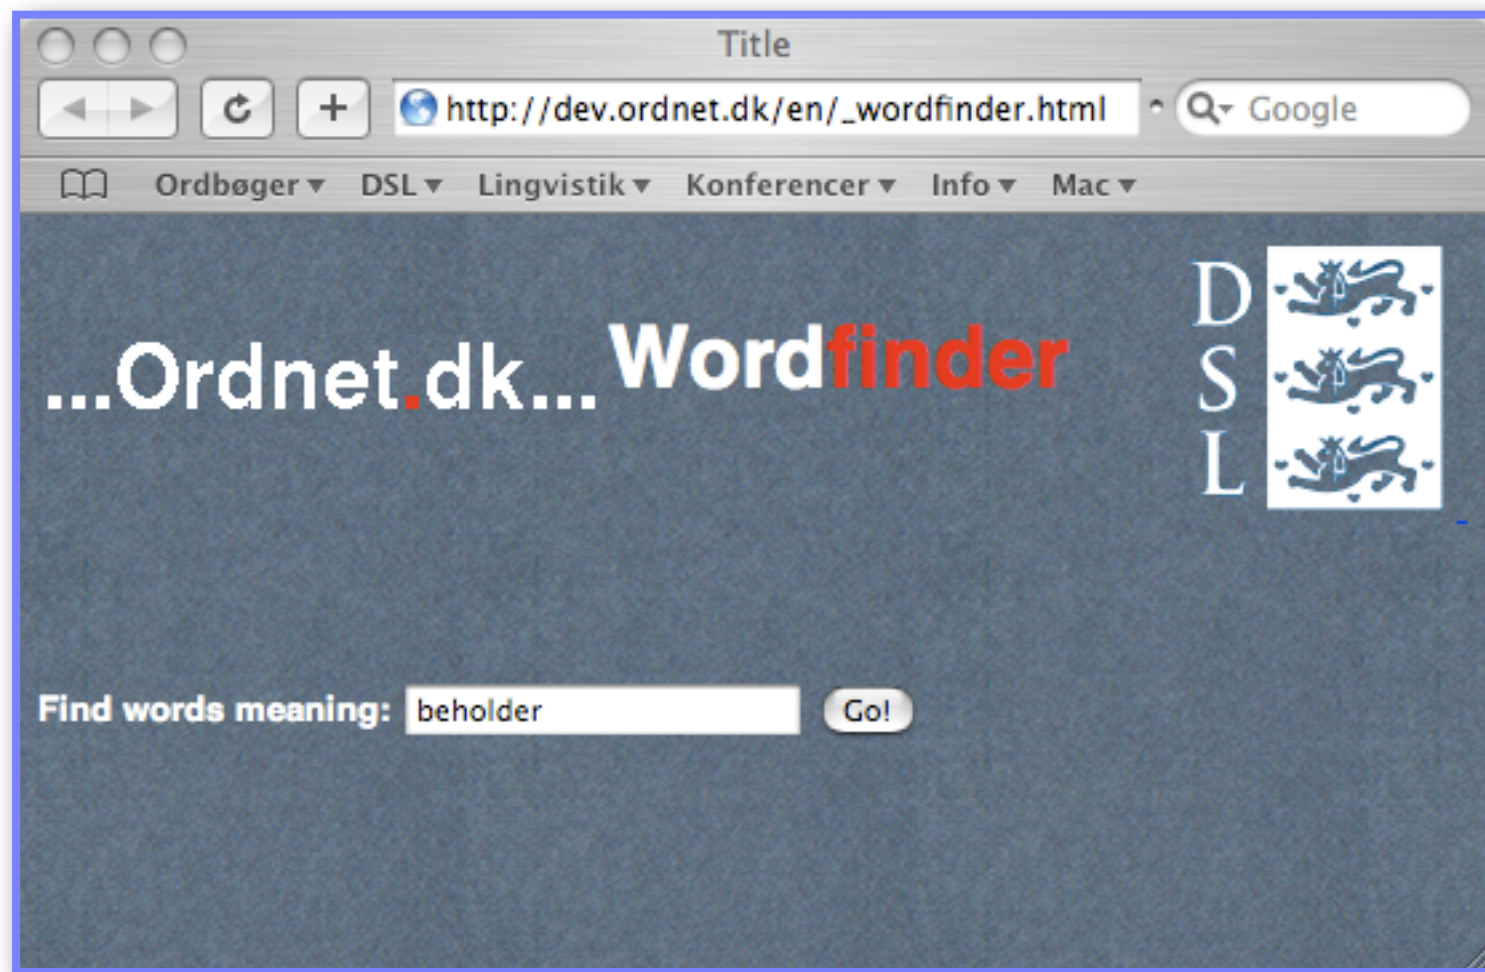 Title
http://dev.ordnet.dk/en/_wordfinder.html
Google
Ordbøger DSL Lingvistik Konferencer Info Mac
...Ordnet.dk... Wordfinder
D
S
L
Find words meaning: beholder Go!